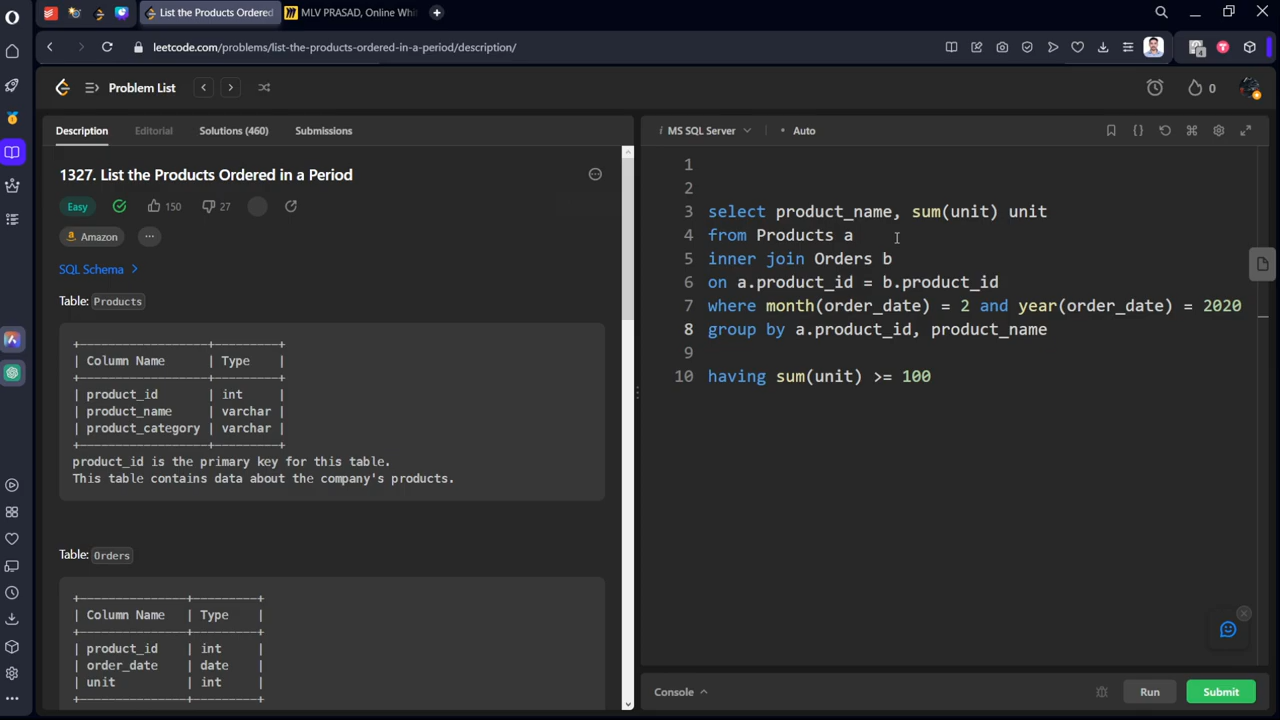 List the Products Ordered
MLV PRASAD, Online Whi
leetcode.com/problems/list-the-products-ordered-in-a-period/description/
4
Problem List
0
Description
Editorial
Solutions (460)
Submissions
MS SQL Server
Auto
1327. List the Products Ordered in a Period
Easy
150
27
Amazon
SQL Schema
Table: Products
+------------------+---------+
| Column Name | Type |
+------------------+---------+
| product_id | int |
| product_name | varchar |
| product_category | varchar |
+------------------+---------+
product_id is the primary key for this table.
This table contains data about the company's products.
Table: Orders
+---------------+---------+
| Column Name | Type |
+---------------+---------+
| product_id | int |
| order_date | date |
| unit | int |
+---------------+---------+
1
2
3 select product_name, sum(unit) unit
4 from Products a
5 inner join Orders b
6 on a.product_id = b.product_id
7 where month(order_date) = 2 and year(order_date) = 2020
8 group by a.product_id, product_name
9
10 having sum(unit) >= 100
Console
Run
Submit